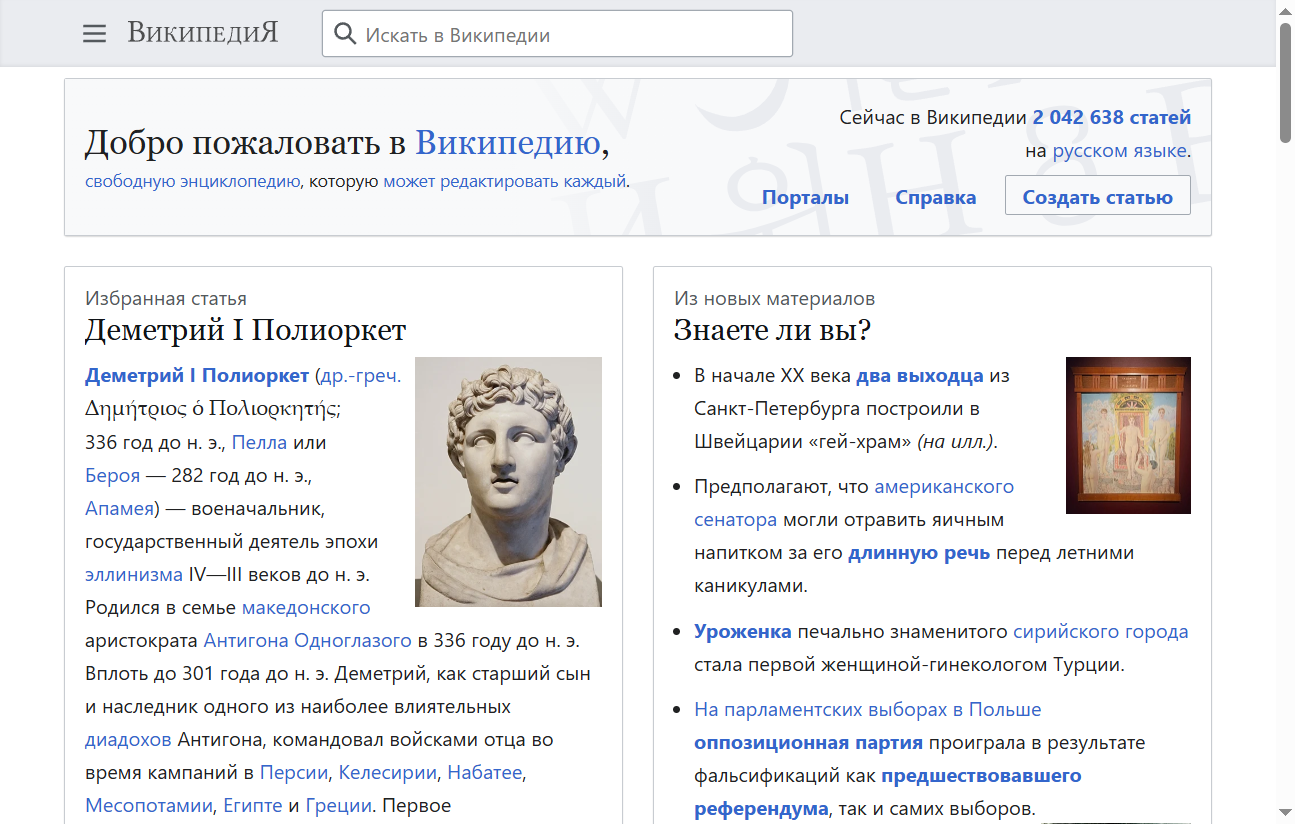 ВикипедиЯ
Искать в Википедии
Добро пожаловать в Википедию,
свободную энциклопедию, которую может редактировать каждый.
Сейчас в Википедии 2 042 638 статей
на русском языке.
Порталы Справка Создать статью
Избранная статья
Деметрий I Полиоркет
Деметрий I Полиоркет (др.-греч.
Δημήτριος ὁ Πολιορκητής;
336 год до н. э., Пелла или
Бероя — 282 год до н. э.,
Апамея) — военачальник,
государственный деятель эпохи
эллинизма IV—III веков до н. э.
Родился в семье македонского
аристократа Антигона Одноглазого в 336 году до н. э.
Вплоть до 301 года до н. э. Деметрий, как старший сын
и наследник одного из наиболее влиятельных
диадохов Антигона, командовал войсками отца во
время кампаний в Персии, Келесирии, Набатее,
Месопотамии, Египте и Греции. Первое
Из новых материалов
Знаете ли вы?
В начале XX века два выходца из
Санкт-Петербурга построили в
Швейцарии «гей-храм» (на илл.).
Предполагают, что американского
сенатора могли отравить яичным
напитком за его длинную речь перед летними
каникулами.
Уроженка печально знаменитого сирийского города
стала первой женщиной-гинекологом Турции.
На парламентских выборах в Польше
оппозиционная партия проиграла в результате
фальсификаций как предшествовавшего
референдума, так и самих выборов.